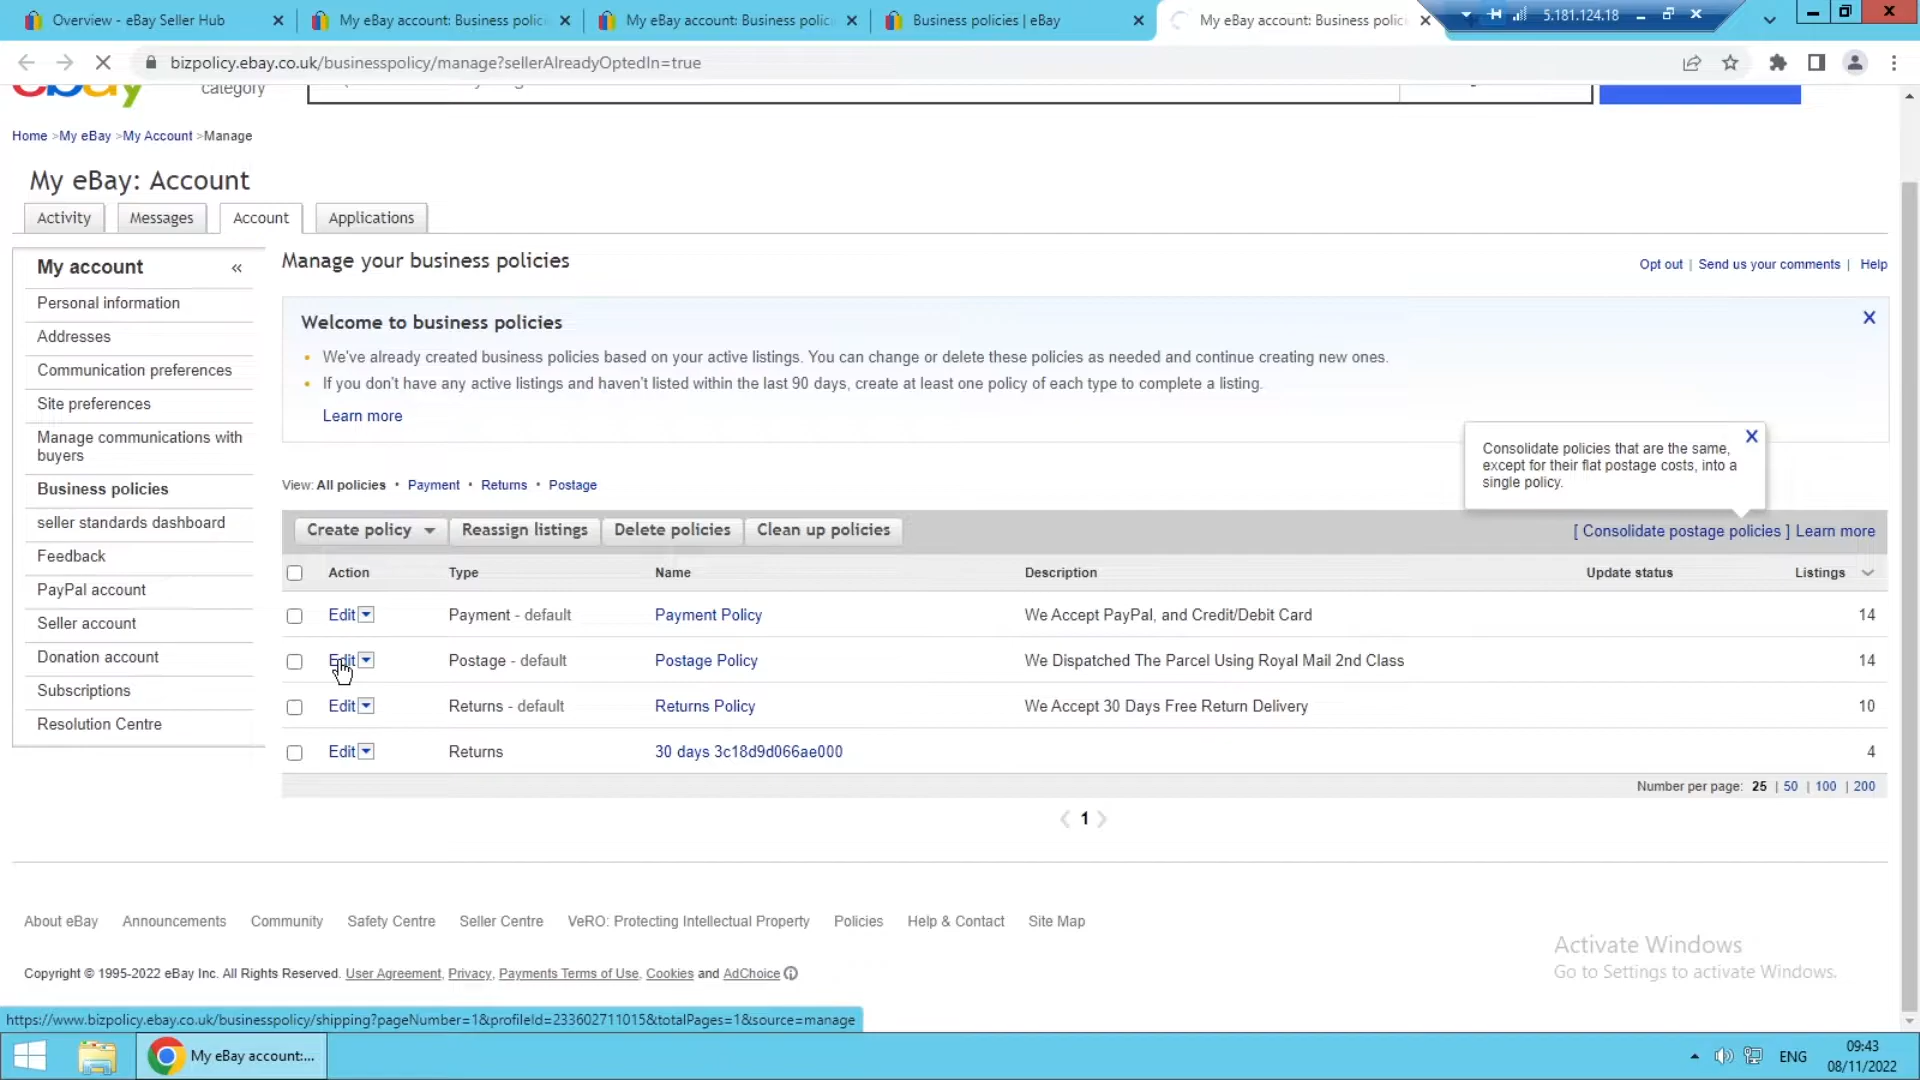 Overview - eBay Seller Hub
My eBay account: Business polic
My eBay account: Business polic
Business policies | eBay
My eBay account: Business polic
5.181.124.18
bizpolicy.ebay.co.uk/businesspolicy/manage?sellerAlreadyOptedIn=true
ebay
category
Home >My eBay >My Account >Manage
My eBay: Account
Activity
Messages
Account
Applications
My account
«
Personal information
Addresses
Communication preferences
Site preferences
Manage communications with
buyers
Business policies
seller standards dashboard
Feedback
PayPal account
Seller account
Donation account
Subscriptions
Resolution Centre
Manage your business policies
Opt out | Send us your comments | Help
Welcome to business policies
X
• We've already created business policies based on your active listings. You can change or delete these policies as needed and continue creating new ones.
• If you don't have any active listings and haven't listed within the last 90 days, create at least one policy of each type to complete a listing.
Learn more
Consolidate policies that are the same,
except for their flat postage costs, into a
single policy.
X
View: All policies • Payment • Returns • Postage
Create policy
Reassign listings
Delete policies
Clean up policies
[ Consolidate postage policies ] Learn more
Action Type Name Description Update status Listings
Edit Payment - default Payment Policy We Accept PayPal, and Credit/Debit Card 14
Edit Postage - default Postage Policy We Dispatched The Parcel Using Royal Mail 2nd Class 14
Edit Returns - default Returns Policy We Accept 30 Days Free Return Delivery 10
Edit Returns 30 days 3c18d9d066ae000 4
Number per page: 25 | 50 | 100 | 200
1
About eBay Announcements Community Safety Centre Seller Centre VeRO: Protecting Intellectual Property Policies Help & Contact Site Map
Activate Windows
Go to Settings to activate Windows.
Copyright © 1995-2022 eBay Inc. All Rights Reserved. User Agreement, Privacy, Payments Terms of Use, Cookies and AdChoice
https://www.bizpolicy.ebay.co.uk/businesspolicy/shipping?pageNumber=1&profileId=233602711015&totalPages=1&source=manage
My eBay account:...
ENG
09:43
08/11/2022